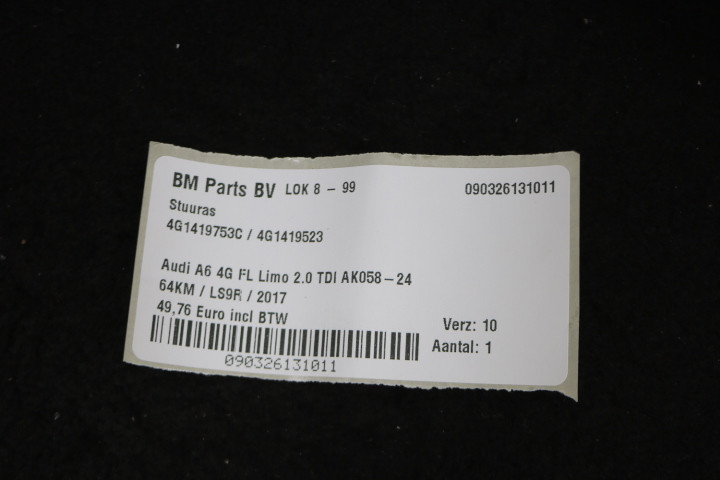 BM Parts BV LOK 8 - 99 090326131011
Stuuras
4G1419753C / 4G1419523
Audi A6 4G FL Limo 2.0 TDI AK058-24
64KM / LS9R / 2017
49,76 Euro incl BTW
Verz: 10
Aantal: 1
090326131011